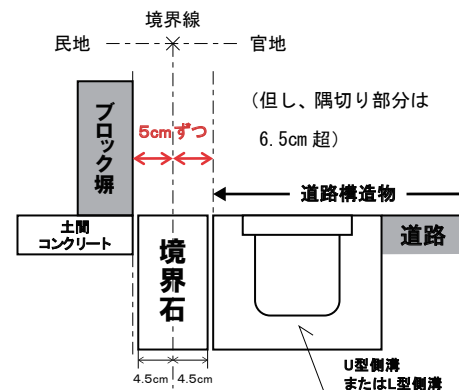 境界線
民地
官地
ブロック塀
5cmずつ
(但し、隅切り部分は
6.5cm 超)
道路構造物
土間
コンクリート
境界石
道路
4.5cm
4.5cm
U型側溝
またはL型側溝